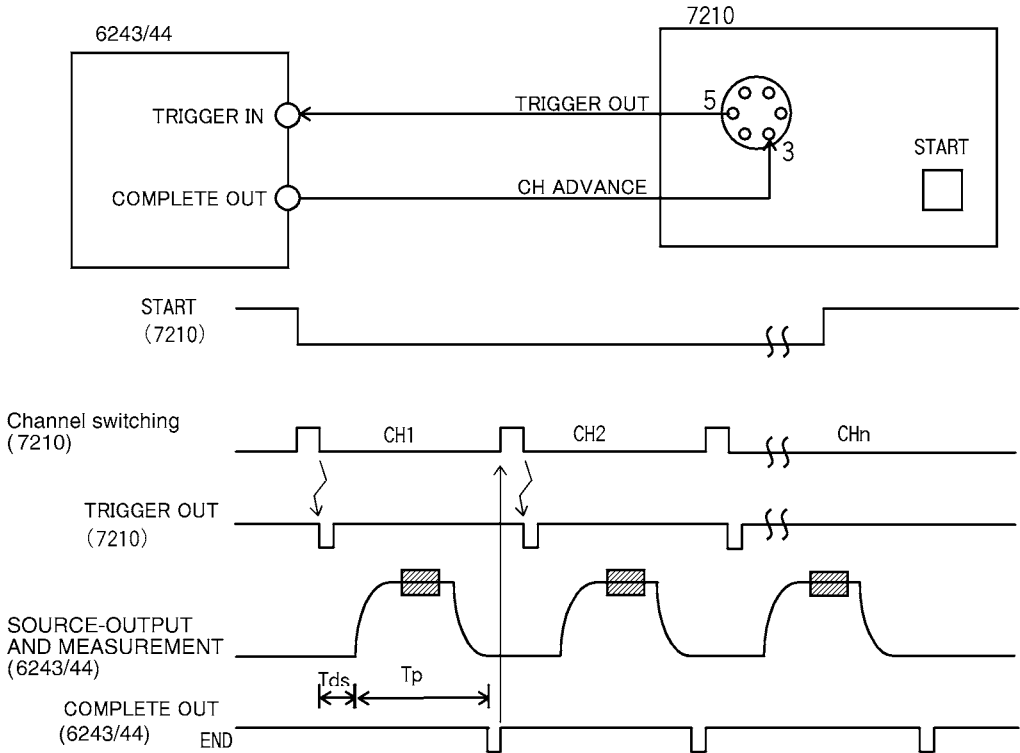 7210
6243/44
TRIGGER IN
TRIGGER OUT
5
3
START
COMPLETE OUT
CH ADVANCE
START
(7210)
Channel switching
(7210)
CH1
CH2
CHn
TRIGGER OUT
(7210)
SOURCE-OUTPUT
AND MEASUREMENT
(6243/44)
Tds
Tp
COMPLETE OUT
(6243/44)
END